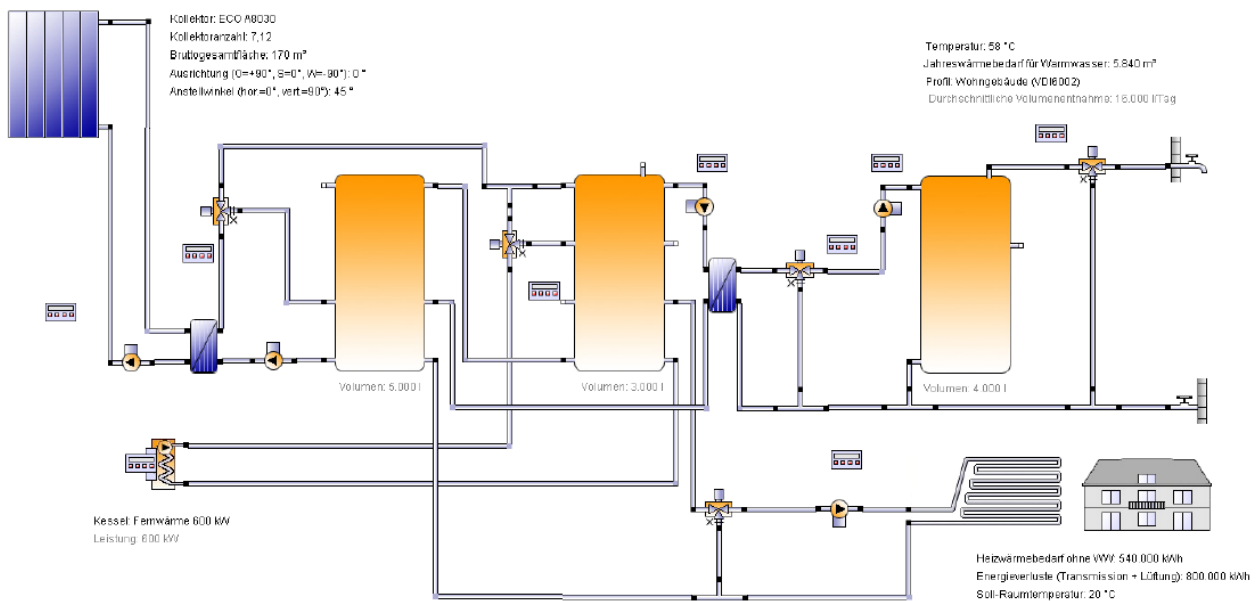 Kollektor: ECO A8030
Kollektoranzahl: 7,12
Bruttogesamtfläche: 170 m²
Ausrichtung (O=+90°, S=0°, W=-90°): 0 °
Anstellwinkel (hor.=0°, vert.=90°): 45 °
Temperatur: 58 °C
Jahreswärmebedarf für Warmwasser: 5.840 m³
Profil: Wohngebäude (VDI6002)
Durchschnittliche Volumenentnahme: 16.000 l/Tag
Volumen: 5.000 l
Volumen: 3.000 l
Volumen: 4.000 l
Kessel: Fernwärme 600 kW
Leistung: 600 kW
Heizwärmebedarf ohne WW: 540.000 kWh
Energieverluste (Transmission + Lüftung): 800.000 kWh
Soll-Raumtemperatur: 20 °C